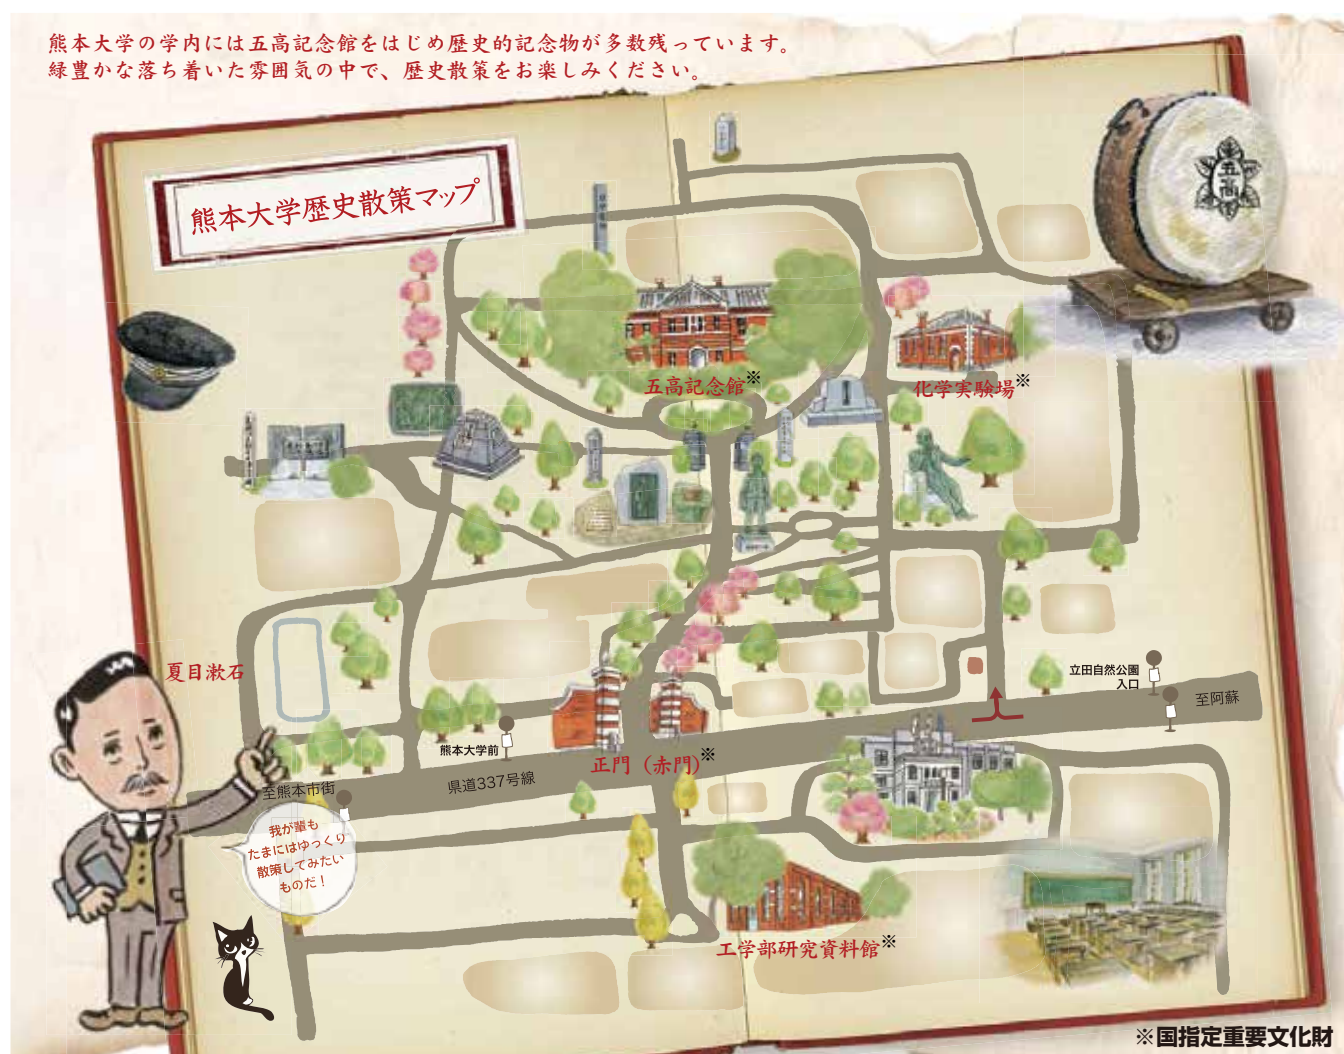 熊本大学の学内には五高記念館をはじめ歴史的記念物が多数残っています。
緑豊かな落ち着いた雰囲気の中で、歴史散策をお楽しみください。
熊本大学歴史散策マップ
五高
五高記念館※
化学実験場※
夏目漱石
立田自然公園
入口
至阿蘇
熊本大学前
正門（赤門）※
県道337号線
至熊本市街
我が輩も
たまにはゆっくり
散策してみたい
ものだ！
工学部研究資料館※
※国指定重要文化財